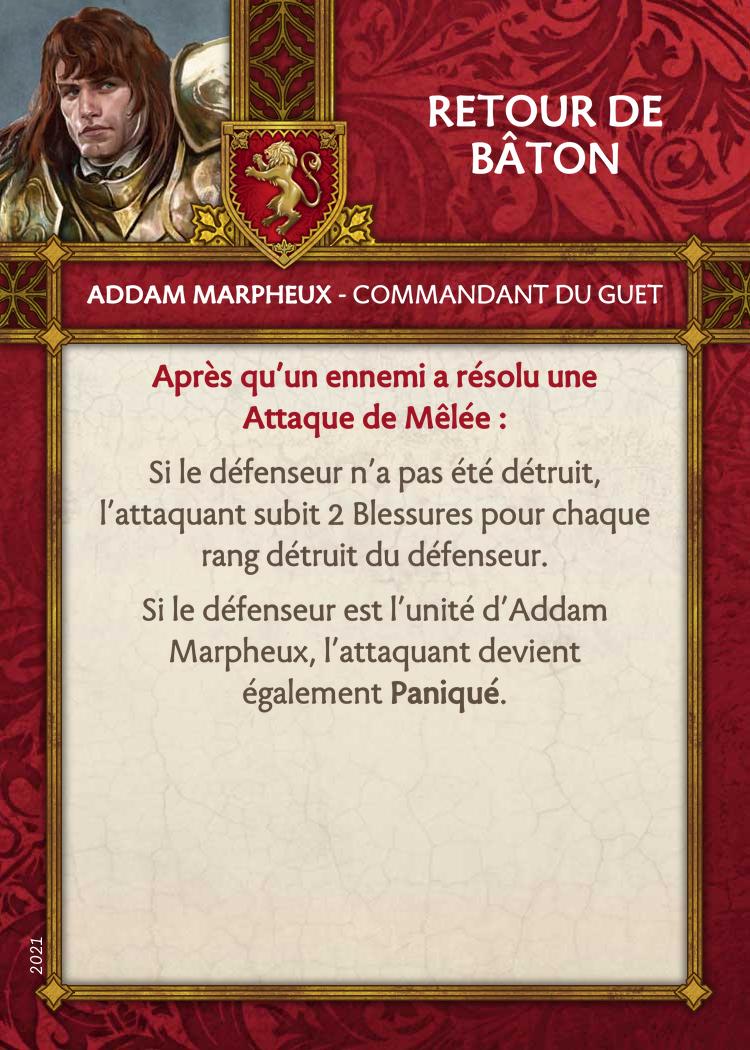 RETOUR DE
BÂTON
ADDAM MARPHEUX - COMMANDANT DU GUET
Après qu'un ennemi a résolu une
Attaque de Mêlée :
Si le défenseur n'a pas été détruit,
l'attaquant subit 2 Blessures pour chaque
rang détruit du défenseur.
Si le défenseur est l'unité d'Addam
Marpheux, l'attaquant devient
également Paniqué.
2021